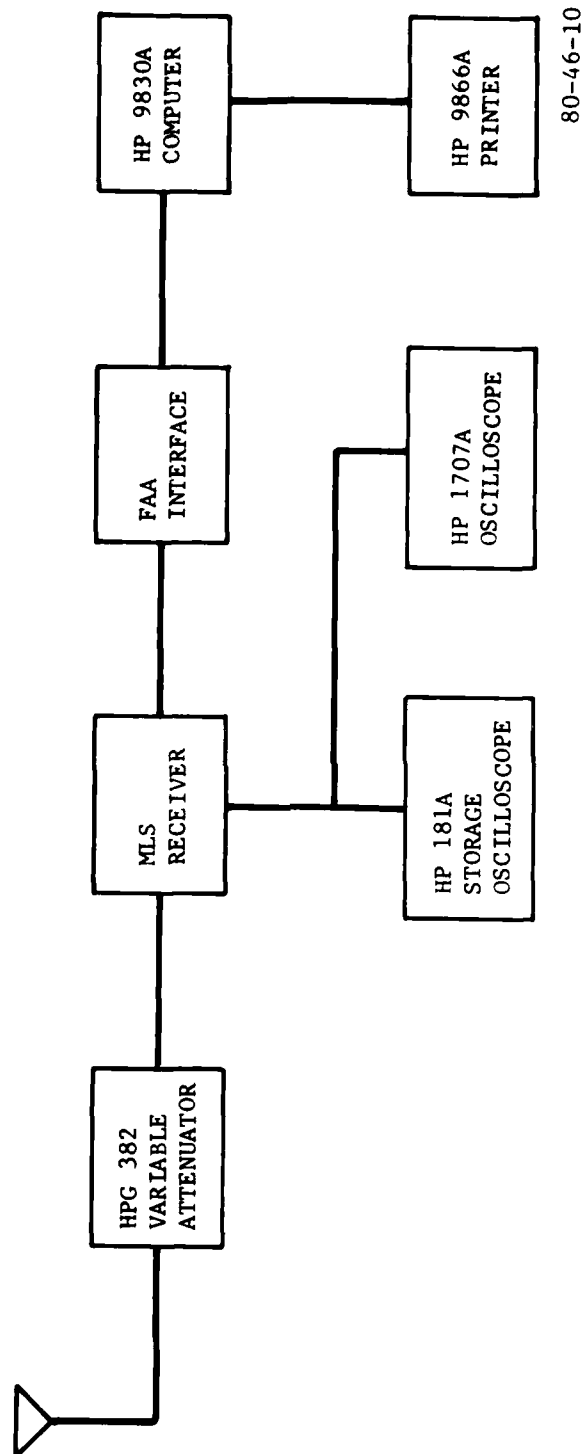 HPG 382
VARIABLE
ATTENUATOR
MLS
RECEIVER
FAA
INTERFACE
HP 9830A
COMPUTER
HP 181A
STORAGE
OSCILLOSCOPE
HP 1707A
OSCILLOSCOPE
HP 9866A
PRINTER
80-46-10